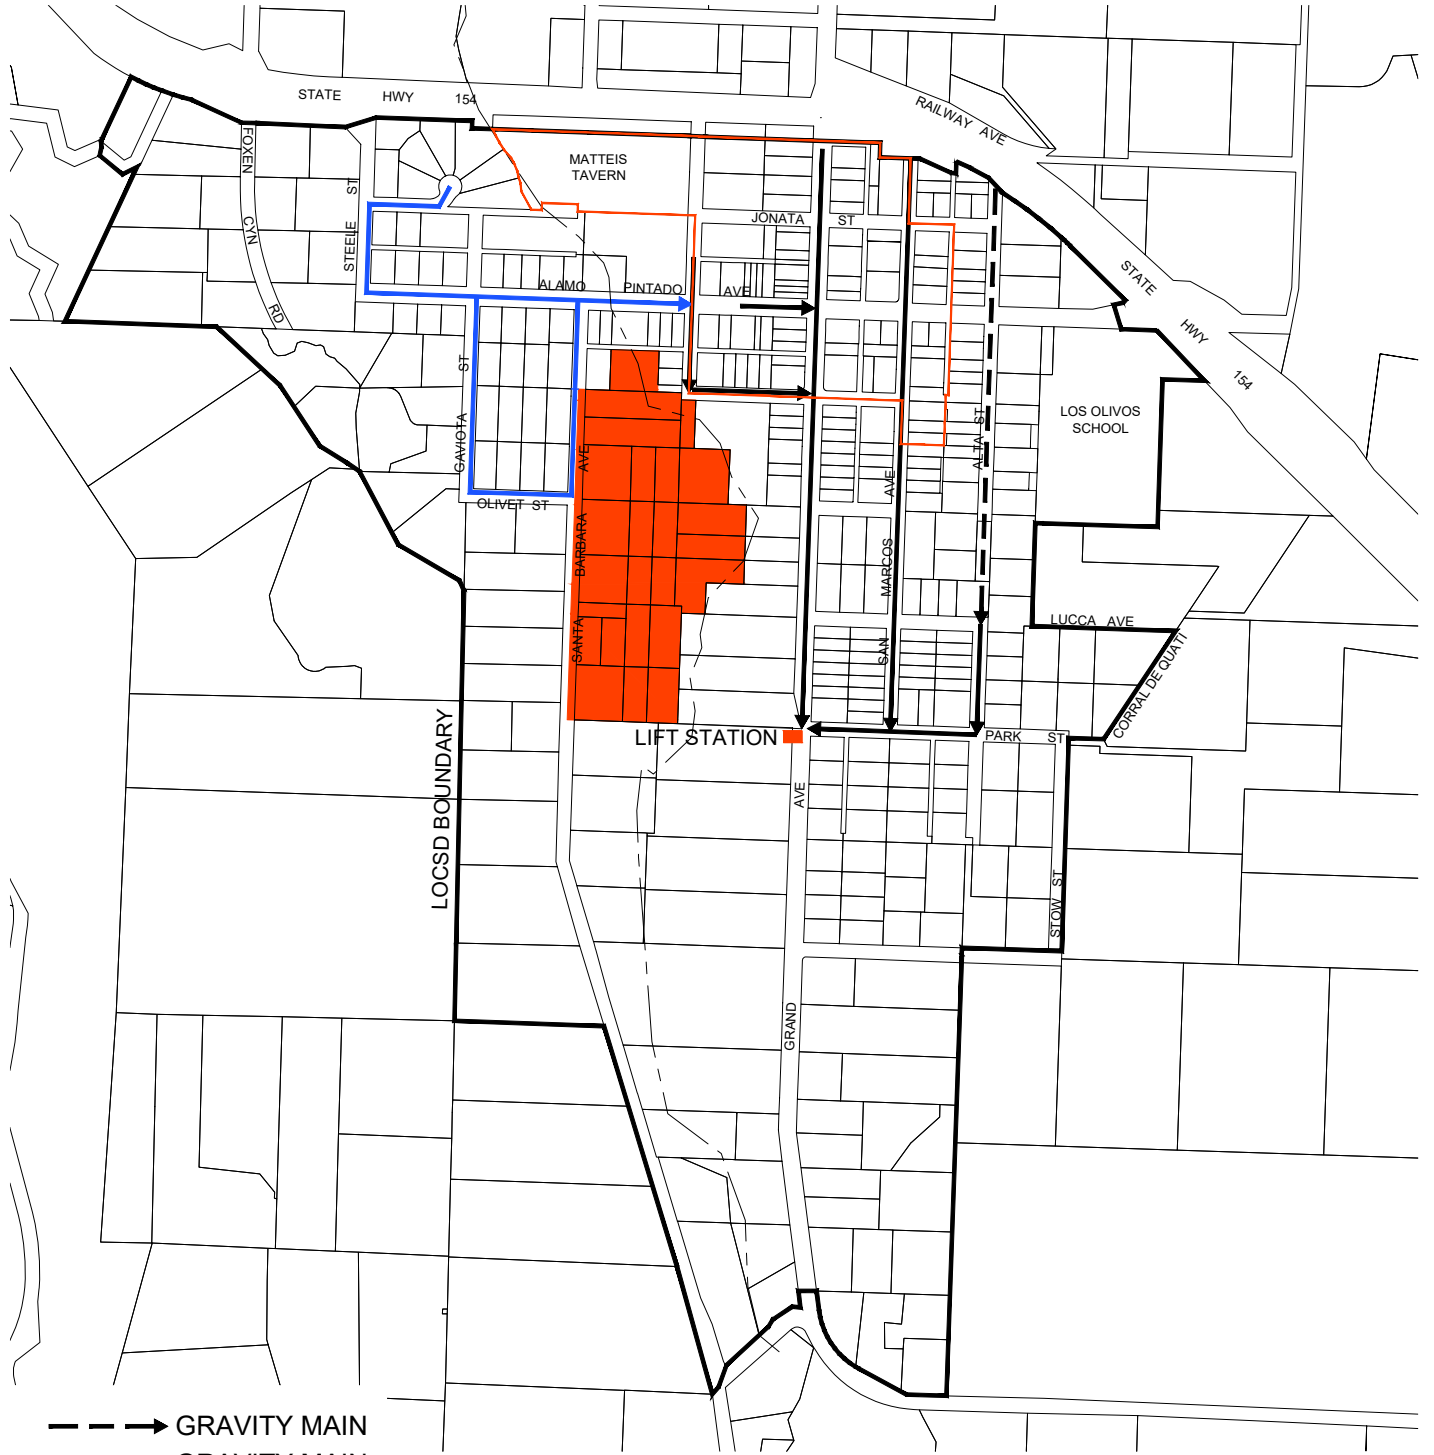 STATE HWY 154
RAILWAY AVE
FOXEN CYN RD
MATTEIS
TAVERN
STEELE ST
JONATA ST
STATE HWY 154
ALAMO PINTADO AVE
GAVIOTA ST
LOS OLIVOS
SCHOOL
ALTA ST
OLIVET ST
SANTA BARBARA AVE
SAN MARCOS AVE
LUCCA AVE
CORRAL DE QUATI
LIFT STATION
PARK ST
LOCSD BOUNDARY
GRAND AVE
STOW ST
GRAVITY MAIN
GRAVITY MAIN